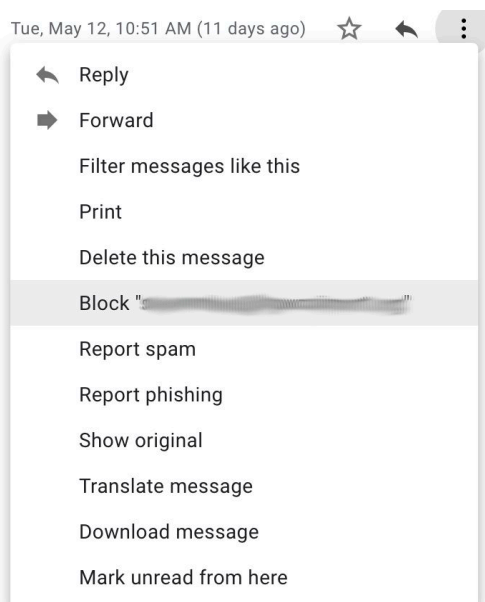 Tue, May 12, 10:51 AM (11 days ago)
Reply
Forward
Filter messages like this
Print
Delete this message
Block " "
Report spam
Report phishing
Show original
Translate message
Download message
Mark unread from here